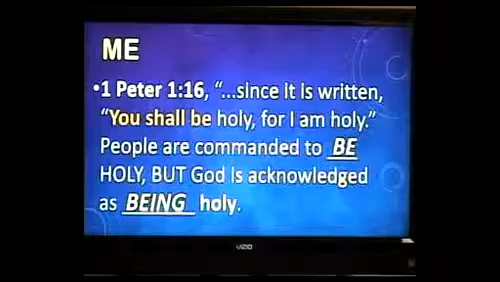 ME
•1 Peter 1:16, "...since it is written,
"You shall be holy, for I am holy."
People are commanded to BE
HOLY, BUT God is acknowledged
as BEING holy.
VIZIO